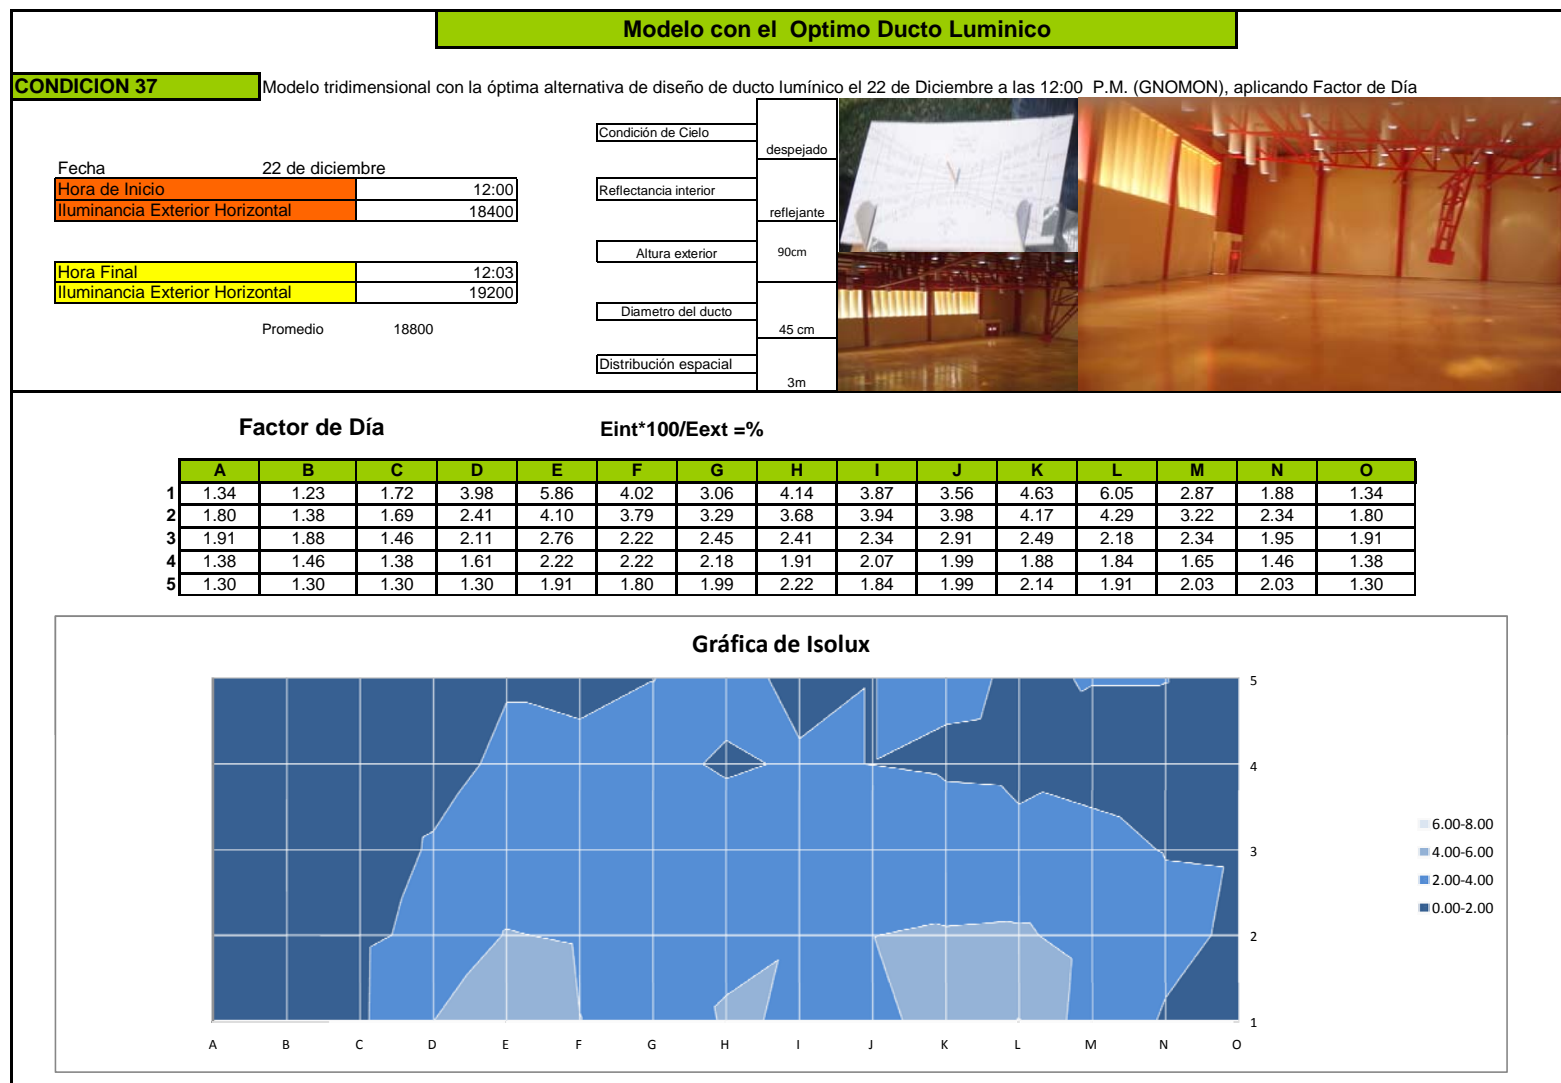 Modelo con el Optimo Ducto Luminico
CONDICION 37 Modelo tridimensional con la óptima alternativa de diseño de ducto lumínico el 22 de Diciembre a las 12:00 P.M. (GNOMON), aplicando Factor de Día
Fecha 22 de diciembre
Hora de Inicio 12:00
Iluminancia Exterior Horizontal 18400
Hora Final 12:03
Iluminancia Exterior Horizontal 19200
Promedio 18800
Condición de Cielo despejado
Reflectancia interior reflejante
Altura exterior 90cm
Diametro del ducto 45 cm
Distribución espacial 3m
Factor de Día Eint*100/Eext =%
A B C D E F G H I J K L M N O
1 1.34 1.23 1.72 3.98 5.86 4.02 3.06 4.14 3.87 3.56 4.63 6.05 2.87 1.88 1.34
2 1.80 1.38 1.69 2.41 4.10 3.79 3.29 3.68 3.94 3.98 4.17 4.29 3.22 2.34 1.80
3 1.91 1.88 1.46 2.11 2.76 2.22 2.45 2.41 2.34 2.91 2.49 2.18 2.34 1.95 1.91
4 1.38 1.46 1.38 1.61 2.22 2.22 2.18 1.91 2.07 1.99 1.88 1.84 1.65 1.46 1.38
5 1.30 1.30 1.30 1.30 1.91 1.80 1.99 2.22 1.84 1.99 2.14 1.91 2.03 2.03 1.30
Gráfica de Isolux
5
4
3
2
1
A B C D E F G H I J K L M N O
6.00-8.00
4.00-6.00
2.00-4.00
0.00-2.00